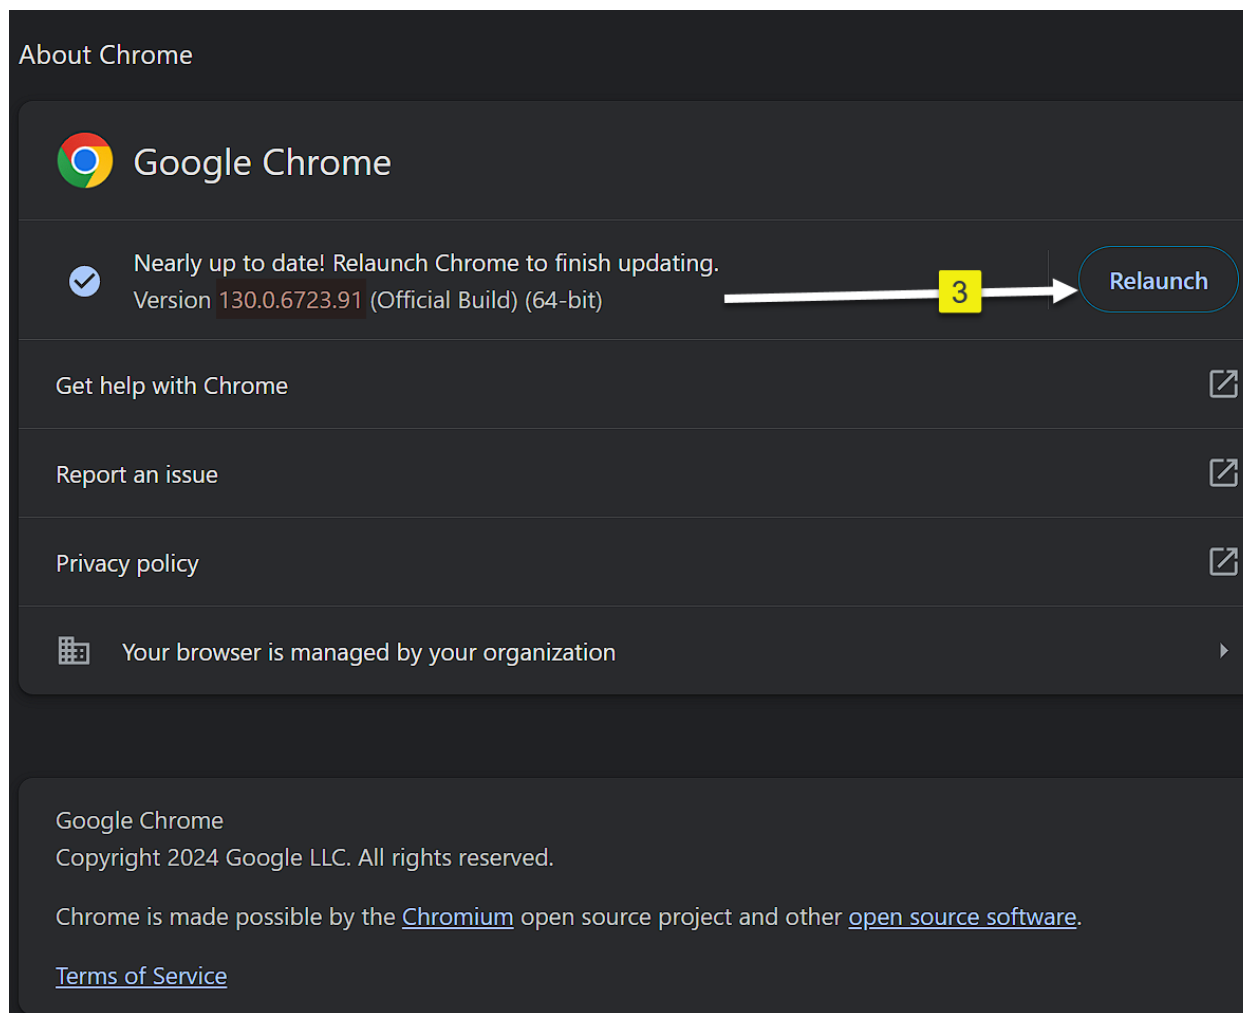 About Chrome
Google Chrome
Nearly up to date! Relaunch Chrome to finish updating.
Version 130.0.6723.91 (Official Build) (64-bit)
3
Relaunch
Get help with Chrome
Report an issue
Privacy policy
Your browser is managed by your organization
Google Chrome
Copyright 2024 Google LLC. All rights reserved.
Chrome is made possible by the Chromium open source project and other open source software.
Terms of Service